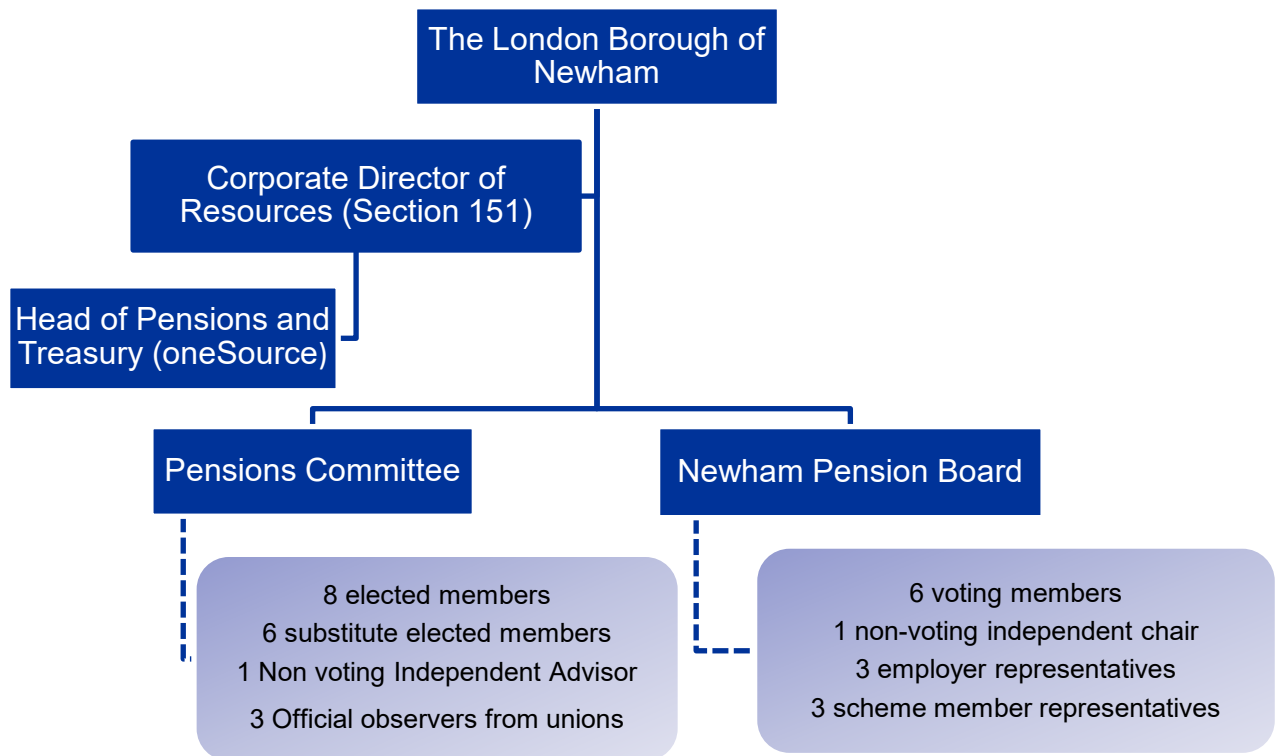 The London Borough of
Newham
Corporate Director of
Resources (Section 151)
Head of Pensions and
Treasury (oneSource)
Pensions Committee
Newham Pension Board
8 elected members
6 substitute elected members
1 Non voting Independent Advisor
3 Official observers from unions
6 voting members
1 non-voting independent chair
3 employer representatives
3 scheme member representatives